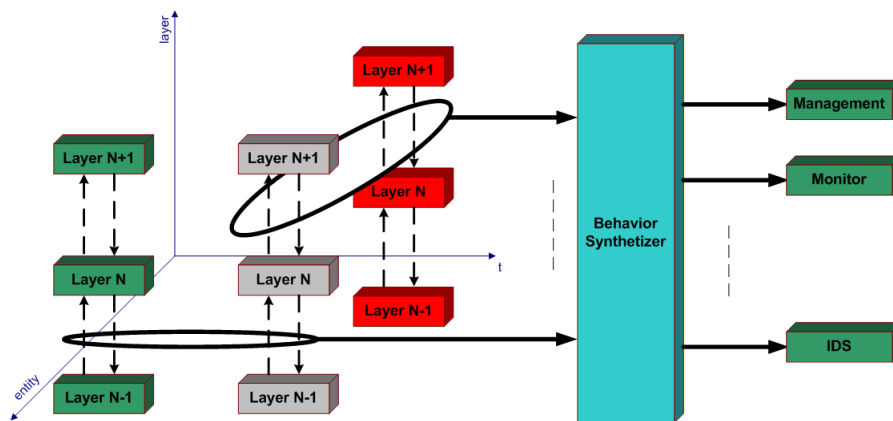 layer
Layer N+1
Layer N+1
Layer N+1
Management
Layer N
Monitor
Behavior
Synthetizer
Layer N
Layer N
t
Layer N-1
IDS
entity
Layer N-1
Layer N-1